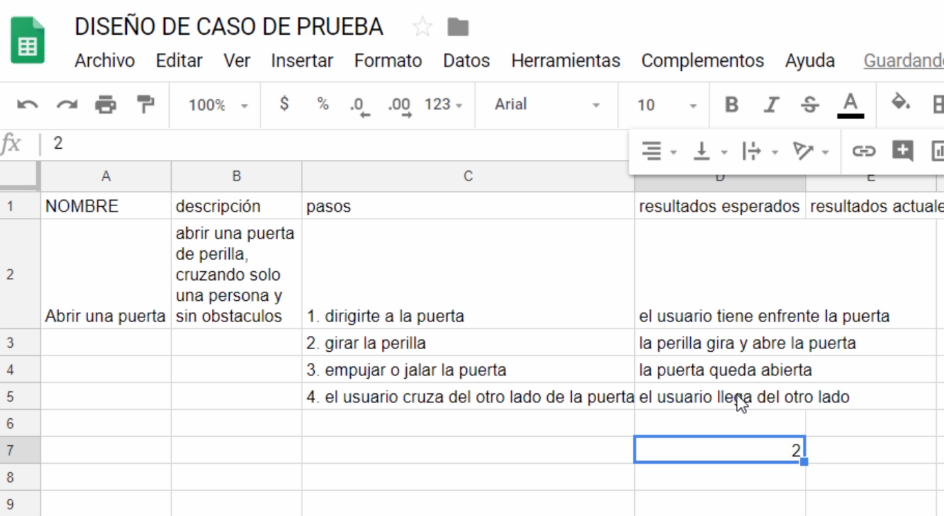 DISEÑO DE CASO DE PRUEBA
Archivo Editar Ver Insertar Formato Datos Herramientas Complementos Ayuda Guardando
100% $ % .0 .00 123 Arial 10 B I S A
fx 2
A B C D E
1 NOMBRE descripción pasos resultados esperados resultados actuale
abrir una puerta
de perilla,
2 cruzando solo
una persona y
Abrir una puerta sin obstaculos 1. dirigirte a la puerta el usuario tiene enfrente la puerta
3 2. girar la perilla la perilla gira y abre la puerta
4 3. empujar o jalar la puerta la puerta queda abierta
5 4. el usuario cruza del otro lado de la puerta el usuario llega del otro lado
6
7 2
8
9